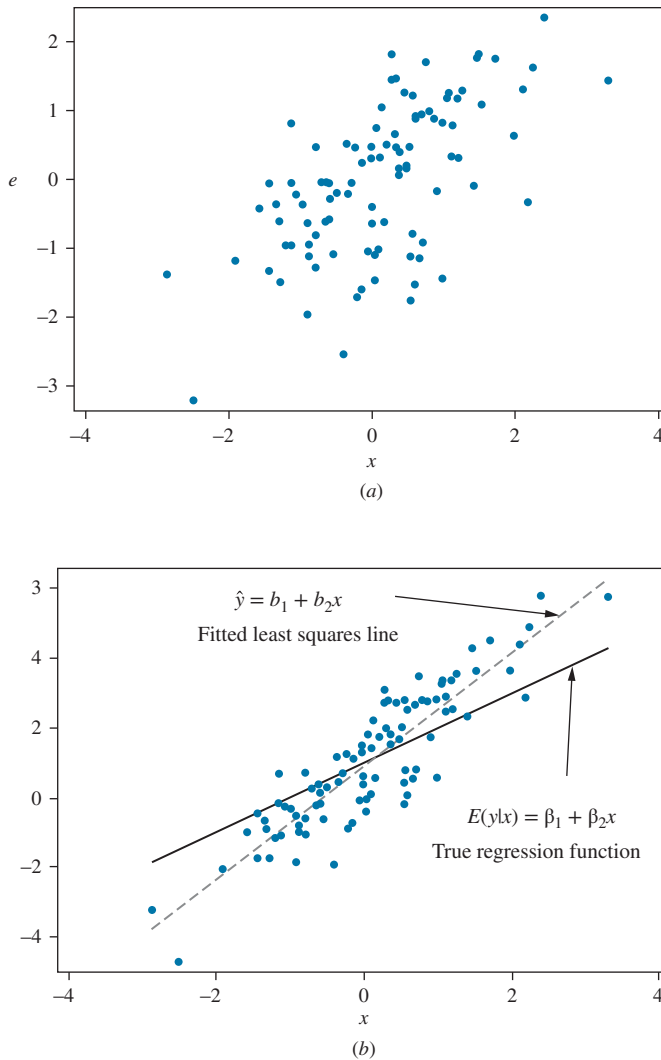 2
1
0
e
−1
−2
−3
−4 −2 0 2 4
x
(a)
3
ŷ = b₁ + b₂x
Fitted least squares line
4
2
0
E(y|x) = β₁ + β₂x
True regression function
−2
−4
−4 −2 0 2 4
x
(b)